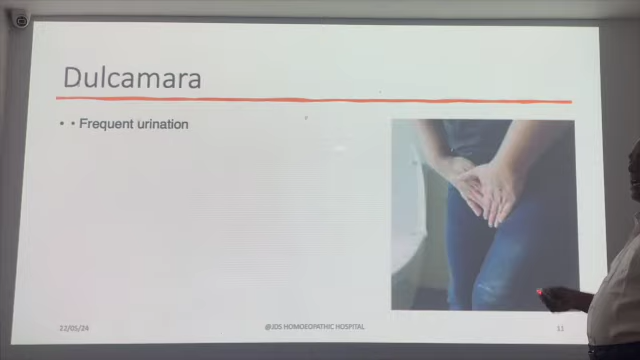 Dulcamara
• • Frequent urination
22/05/24
@JDS HOMOEOPATHIC HOSPITAL
11